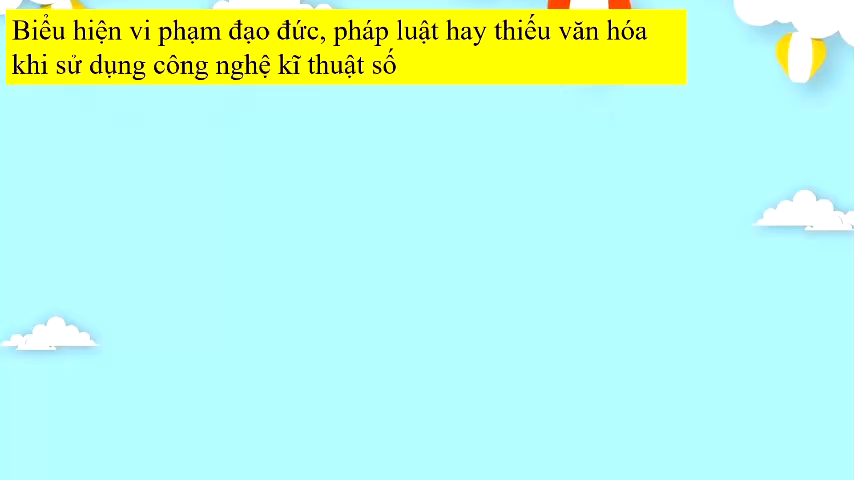 Biểu hiện vi phạm đạo đức, pháp luật hay thiếu văn hóa
khi sử dụng công nghệ kĩ thuật số